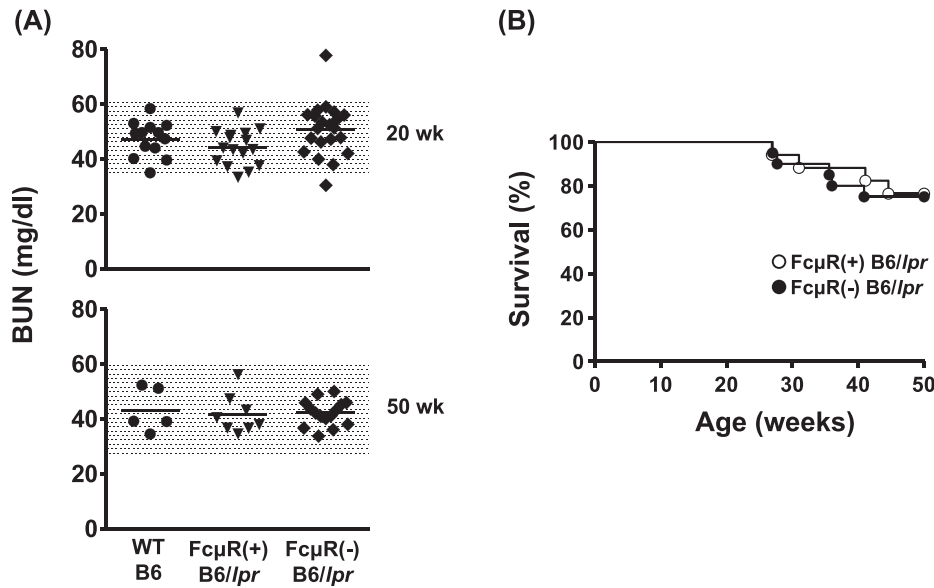 (A)
80
60
40
20
0
20 wk
80
60
40
20
0
50 wk
BUN (mg/dl)
WT
B6
FcμR(+)
B6/lpr
FcμR(-)
B6/lpr
(B)
100
80
60
40
20
0
Survival (%)
FcμR(+) B6/lpr
FcμR(-) B6/lpr
0 10 20 30 40 50
Age (weeks)